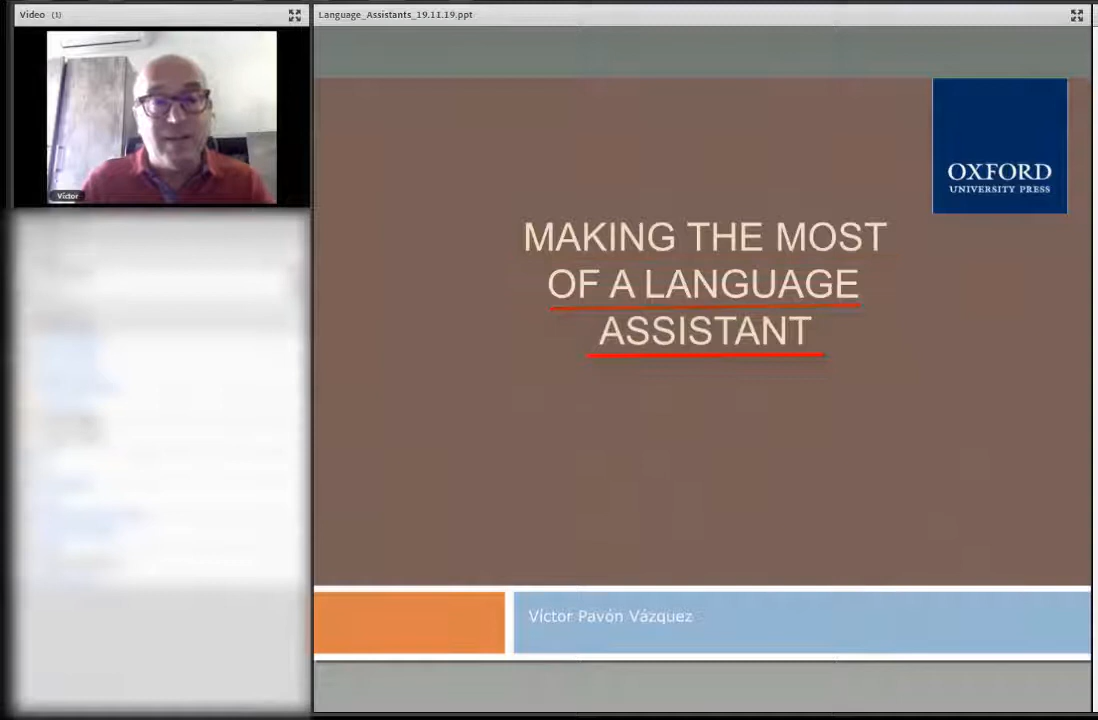 Video (1)
Language_Assistants_19.11.19.ppt
Víctor
OXFORD
UNIVERSITY PRESS
MAKING THE MOST
OF A LANGUAGE
ASSISTANT
Víctor Pavón Vázquez